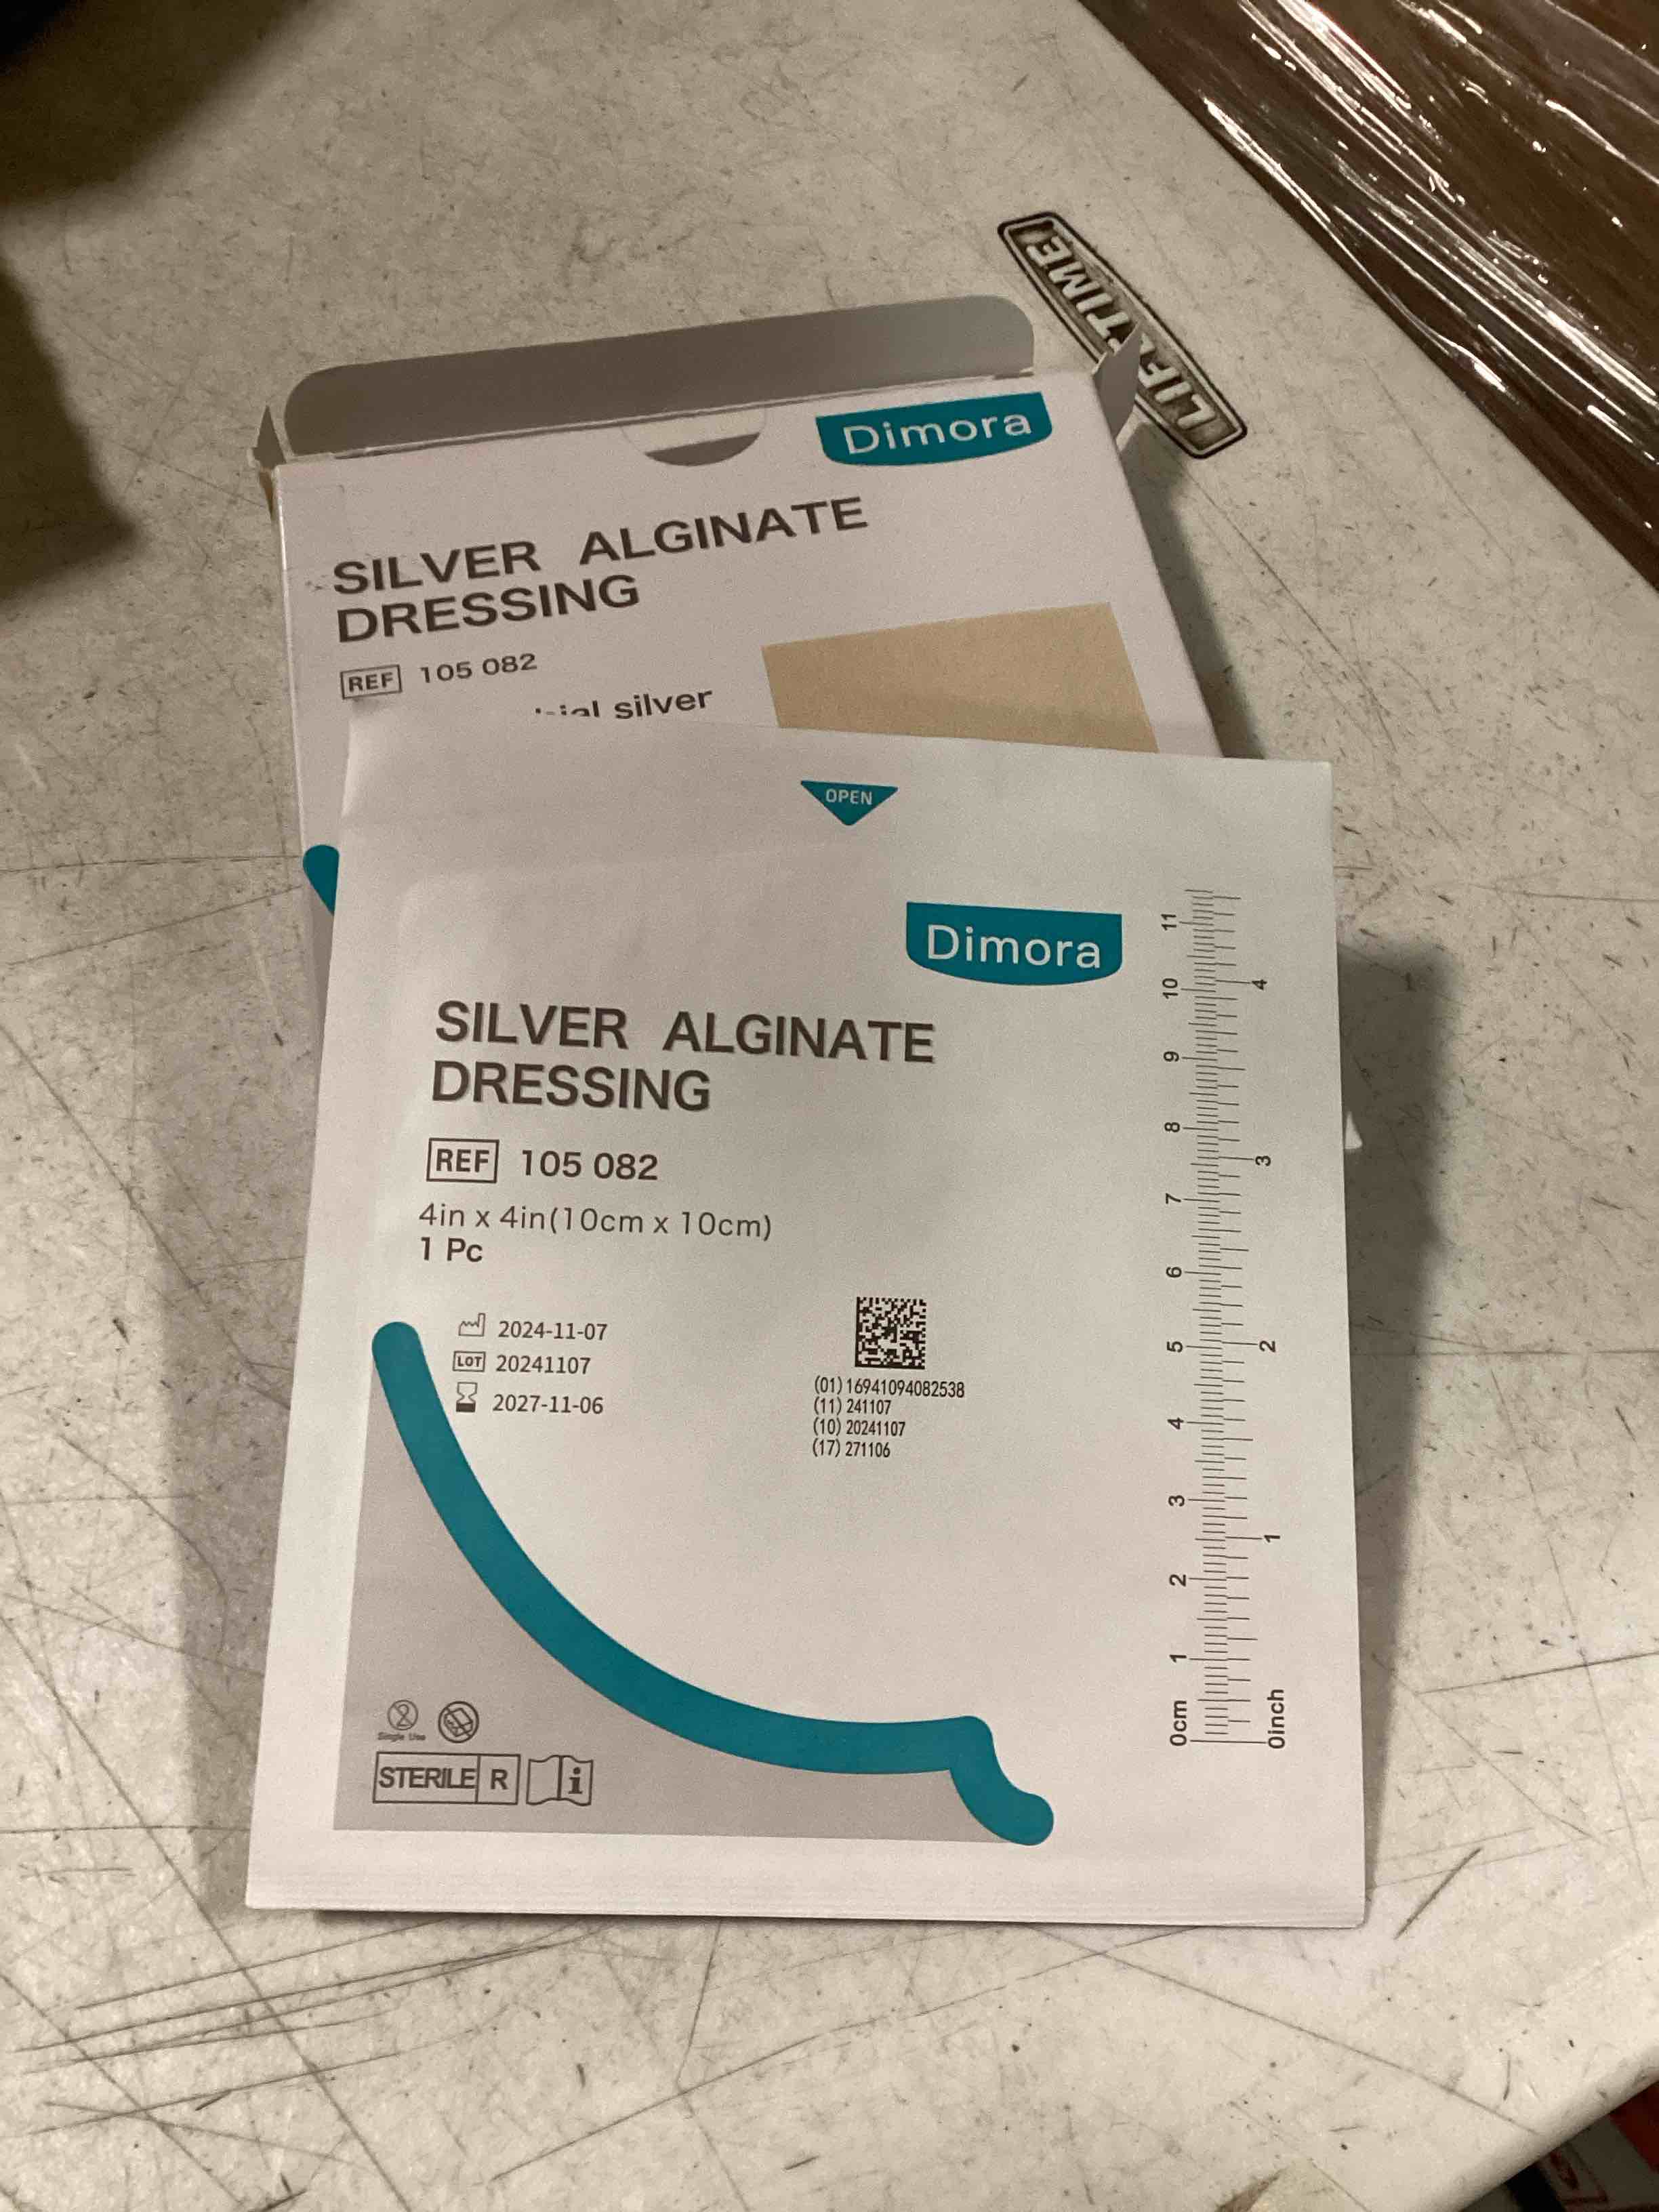 LIFETIME
Dimora
SILVER ALGINATE
DRESSING
REF 105 082
silver
OPEN
Dimora
SILVER ALGINATE
DRESSING
REF 105 082
4in x 4in(10cm x 10cm)
1 Pc
2024-11-07
LOT 20241107
2027-11-06
(01)16941094082538
(11) 241107
(10) 20241107
(17) 271106
11
10
9
8
7
6
5
4
3
2
1
0cm
4
3
2
1
0inch
2
Single Use
STERILE R
i